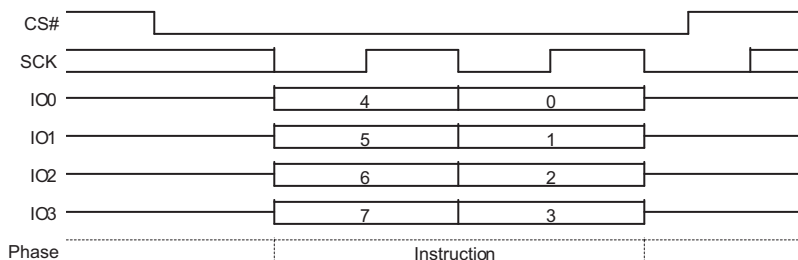 CS#
SCK
IO0 4 0
IO1 5 1
IO2 6 2
IO3 7 3
Phase Instruction